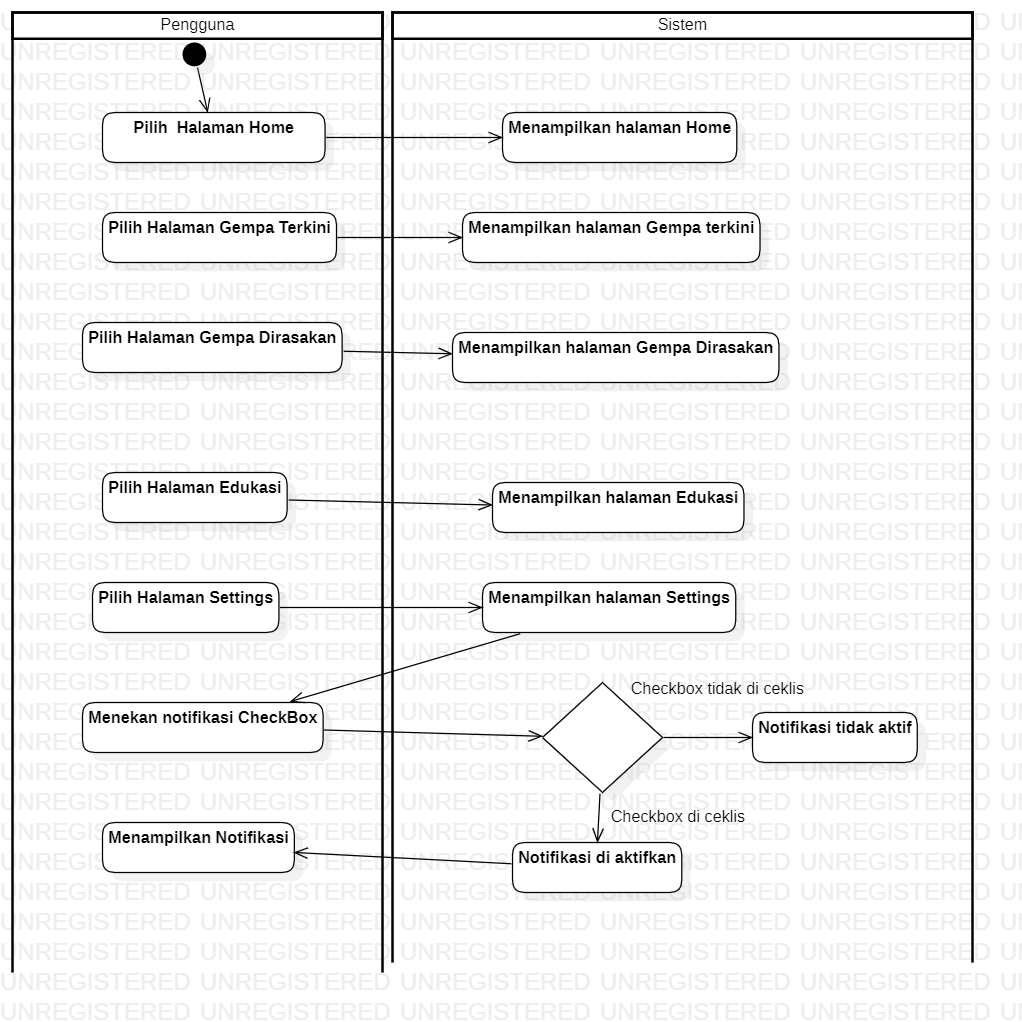 Pengguna
Sistem
Pilih  Halaman Home
Menampilkan halaman Home
Pilih Halaman Gempa Terkini
Menampilkan halaman Gempa terkini
Pilih Halaman Gempa Dirasakan
Menampilkan halaman Gempa Dirasakan
Pilih Halaman Edukasi
Menampilkan halaman Edukasi
Pilih Halaman Settings
Menampilkan halaman Settings
Checkbox tidak di ceklis
Menekan notifikasi CheckBox
Notifikasi tidak aktif
Checkbox di ceklis
Menampilkan Notifikasi
Notifikasi di aktifkan
UNREGISTERED